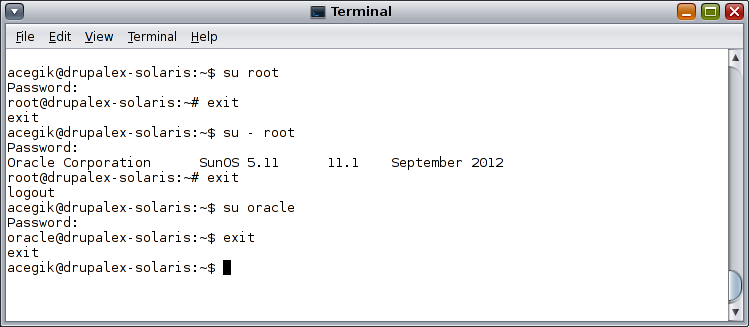 Terminal
File Edit View Terminal Help
acegik@drupalex-solaris:~$ su root
Password:
root@drupalex-solaris:~# exit
exit
acegik@drupalex-solaris:~$ su - root
Password:
Oracle Corporation      SunOS 5.11      11.1    September 2012
root@drupalex-solaris:~# exit
logout
acegik@drupalex-solaris:~$ su oracle
Password:
oracle@drupalex-solaris:~$ exit
exit
acegik@drupalex-solaris:~$